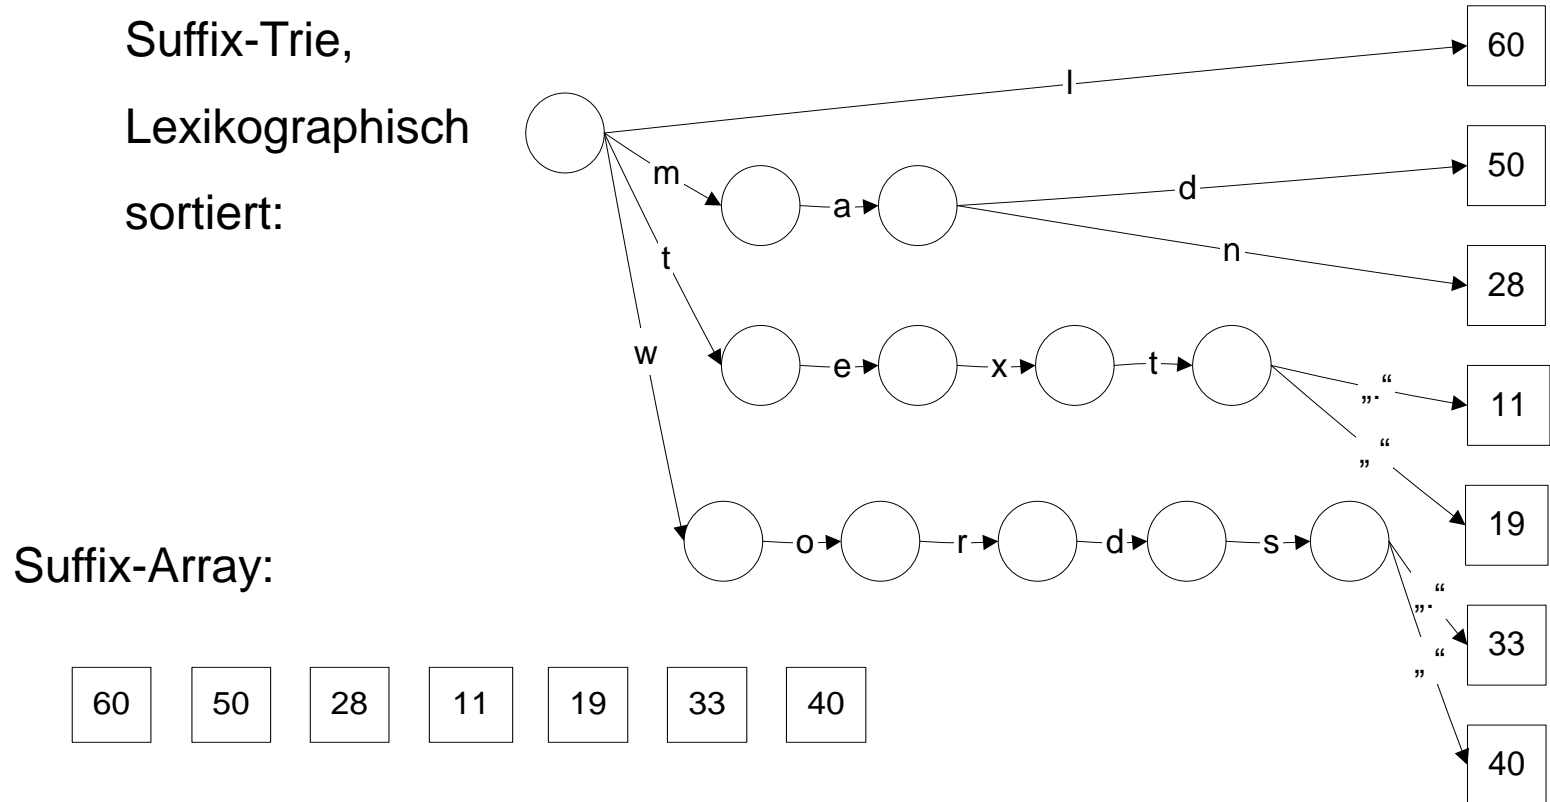 Suffix-Trie,
Lexikographisch
sortiert:
l
60
m
a
d
50
n
28
t
e
x
t
„.“
11
„ “
19
w
o
r
d
s
„.“
33
„ “
40
Suffix-Array:
60 50 28 11 19 33 40